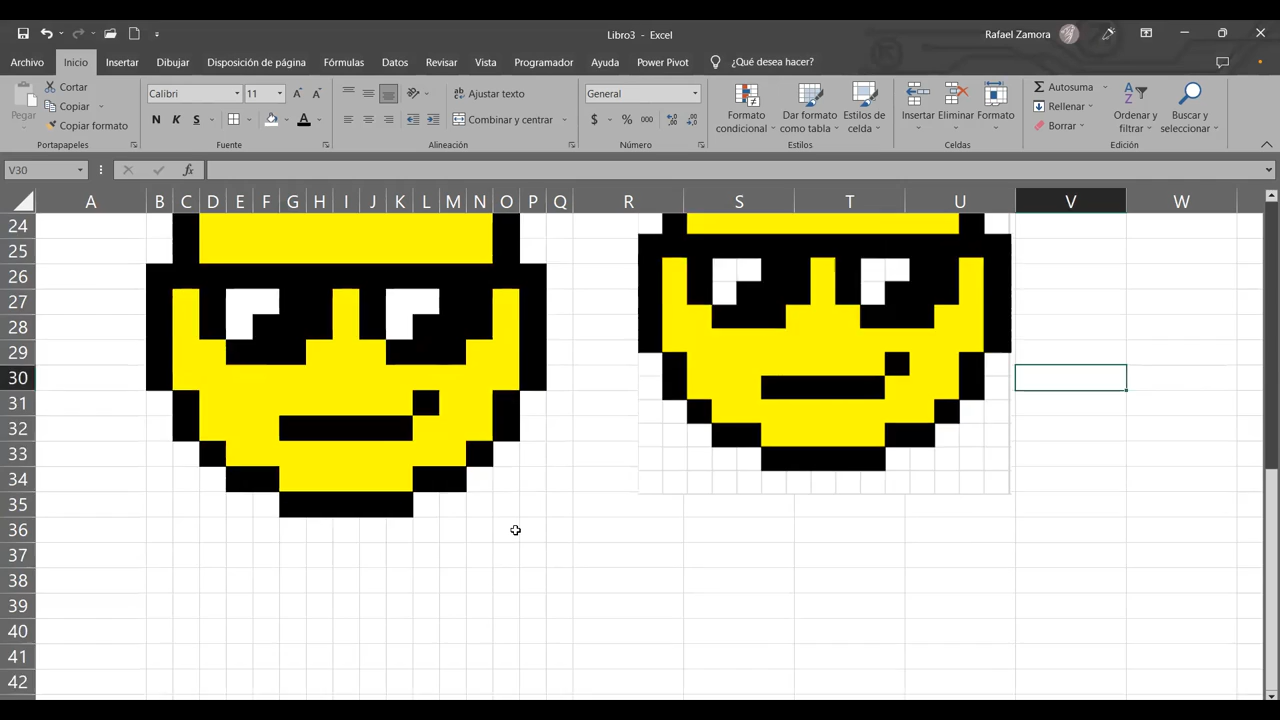 Libro3 - Excel
Rafael Zamora
Archivo Inicio Insertar Dibujar Disposición de página Fórmulas Datos Revisar Vista Programador Ayuda Power Pivot ¿Qué desea hacer?
Pegar
Cortar
Copiar
Copiar formato
Portapapeles
Calibri 11
N K S
Fuente
Ajustar texto
Combinar y centrar
Alineación
General
$ % 000
Número
Formato condicional
Dar formato como tabla
Estilos de celda
Estilos
Insertar Eliminar Formato
Celdas
Autosuma
Rellenar
Borrar
Ordenar y filtrar
Buscar y seleccionar
Edición
V30 fx
A B C D E F G H I J K L M N O P Q R S T U V W
24
25
26
27
28
29
30
31
32
33
34
35
36
37
38
39
40
41
42